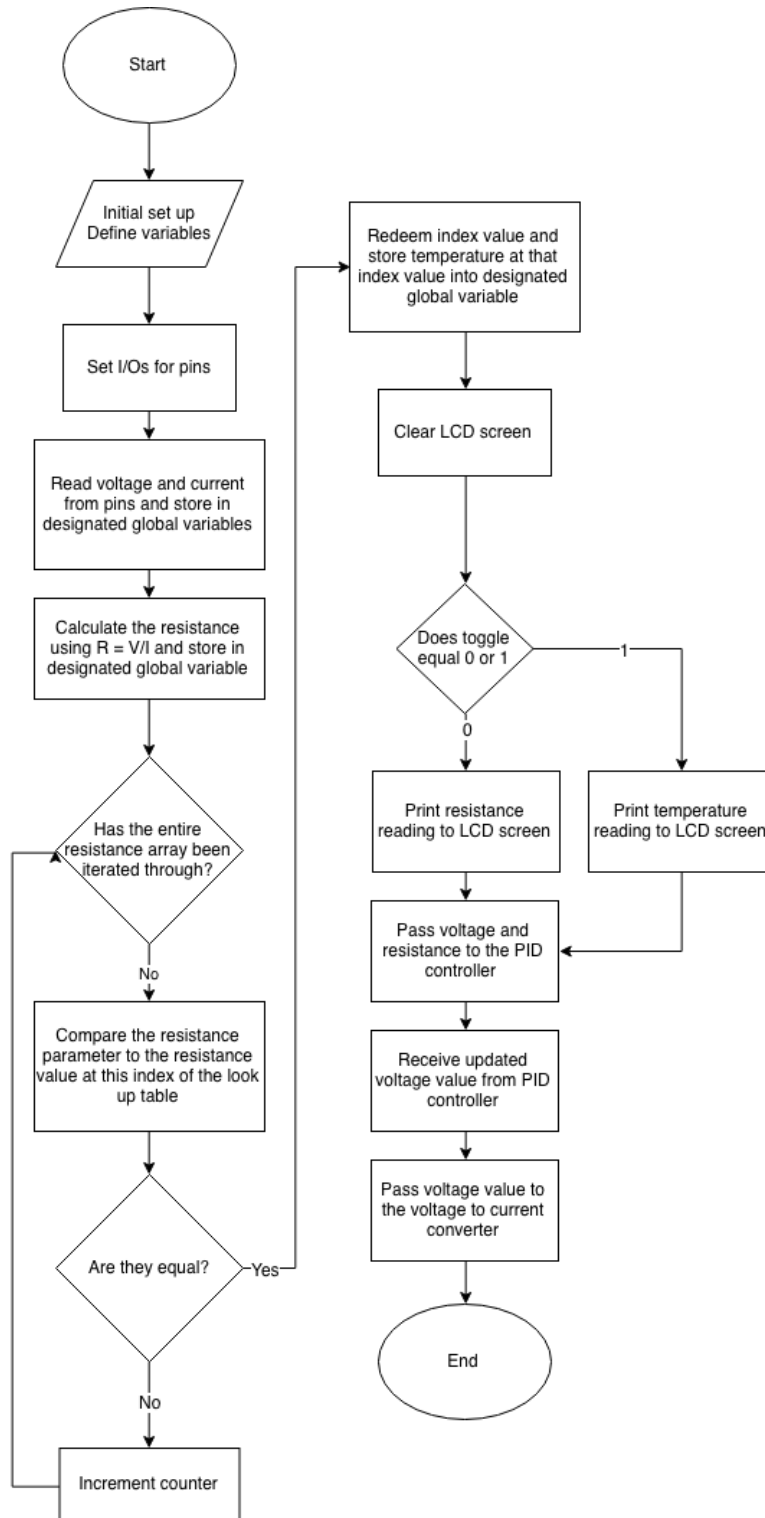 Start
Initial set up
Define variables
Set I/Os for pins
Read voltage and current
from pins and store in
designated global variables
Calculate the resistance
using R = V/I and store in
designated global variable
Has the entire
resistance array been
iterated through?
No
Compare the resistance
parameter to the resistance
value at this index of the look
up table
Are they equal?
Yes
No
Increment counter
Redeem index value and
store temperature at that
index value into designated
global variable
Clear LCD screen
Does toggle
equal 0 or 1
1
0
Print resistance
reading to LCD screen
Print temperature
reading to LCD screen
Pass voltage and
resistance to the PID
controller
Receive updated
voltage value from PID
controller
Pass voltage value to
the voltage to current
converter
End